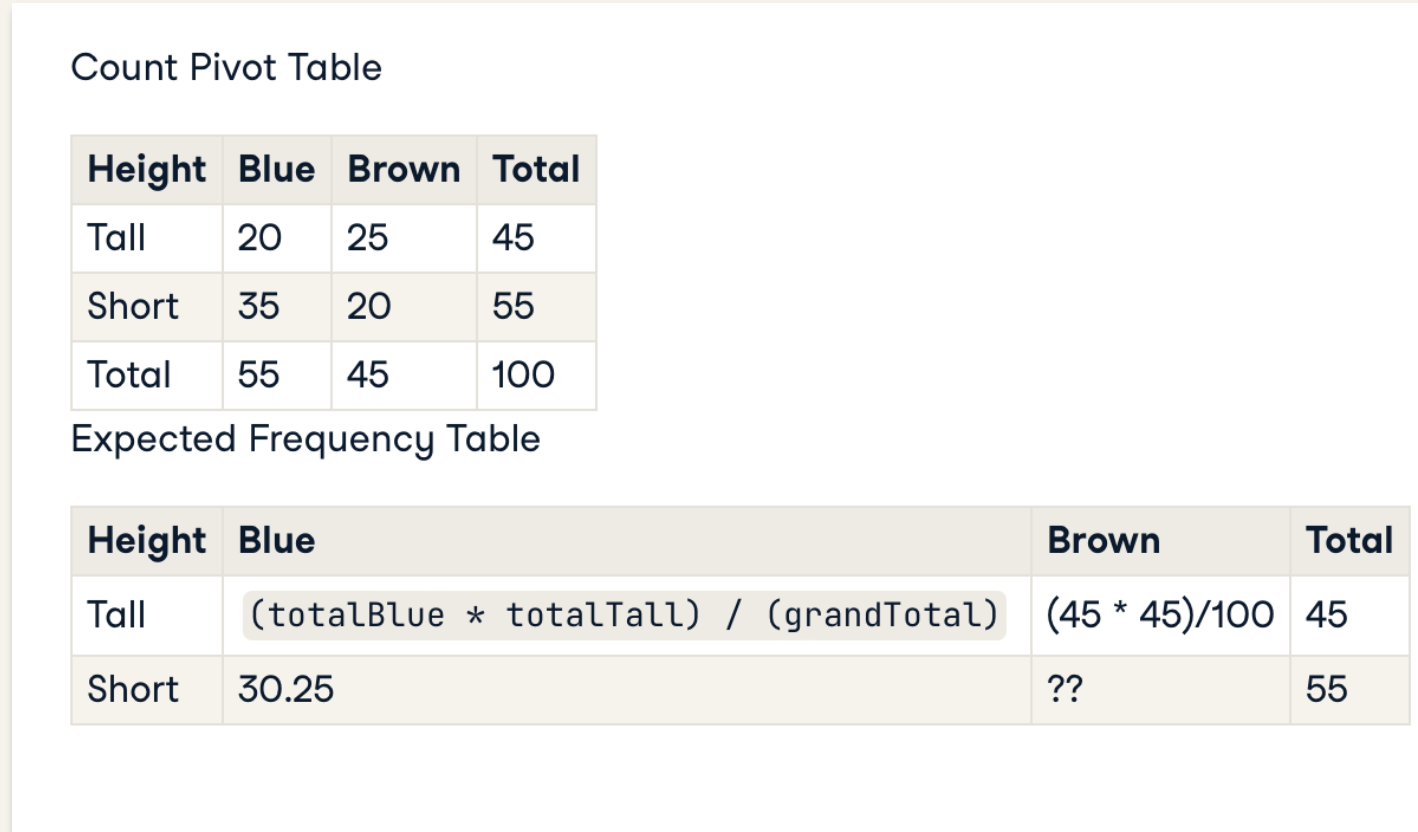 Count Pivot Table
Height Blue Brown Total
Tall 20 25 45
Short 35 20 55
Total 55 45 100
Expected Frequency Table
Height Blue Brown Total
Tall (totalBlue * totalTall) / (grandTotal) (45 * 45)/100 45
Short 30.25 ?? 55